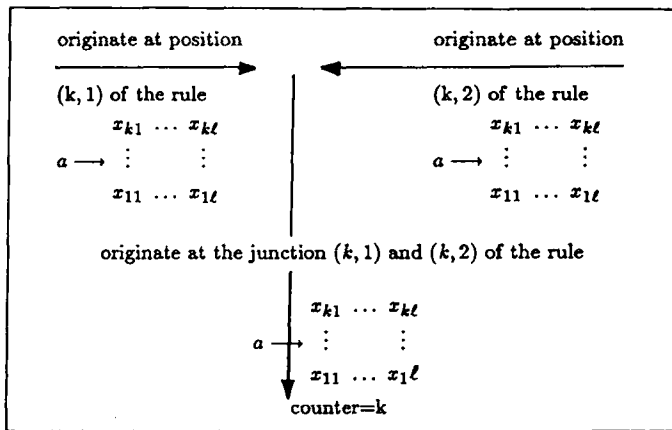 originate at position originate at position
(k, 1) of the rule (k, 2) of the rule
x_{k1} … x_{kℓ} x_{k1} … x_{kℓ}
a → ⋮ ⋮ a → ⋮ ⋮
x_{11} … x_{1ℓ} x_{11} … x_{1ℓ}
originate at the junction (k, 1) and (k, 2) of the rule
x_{k1} … x_{kℓ}
a → ⋮ ⋮
x_{11} … x_1ℓ
counter=k